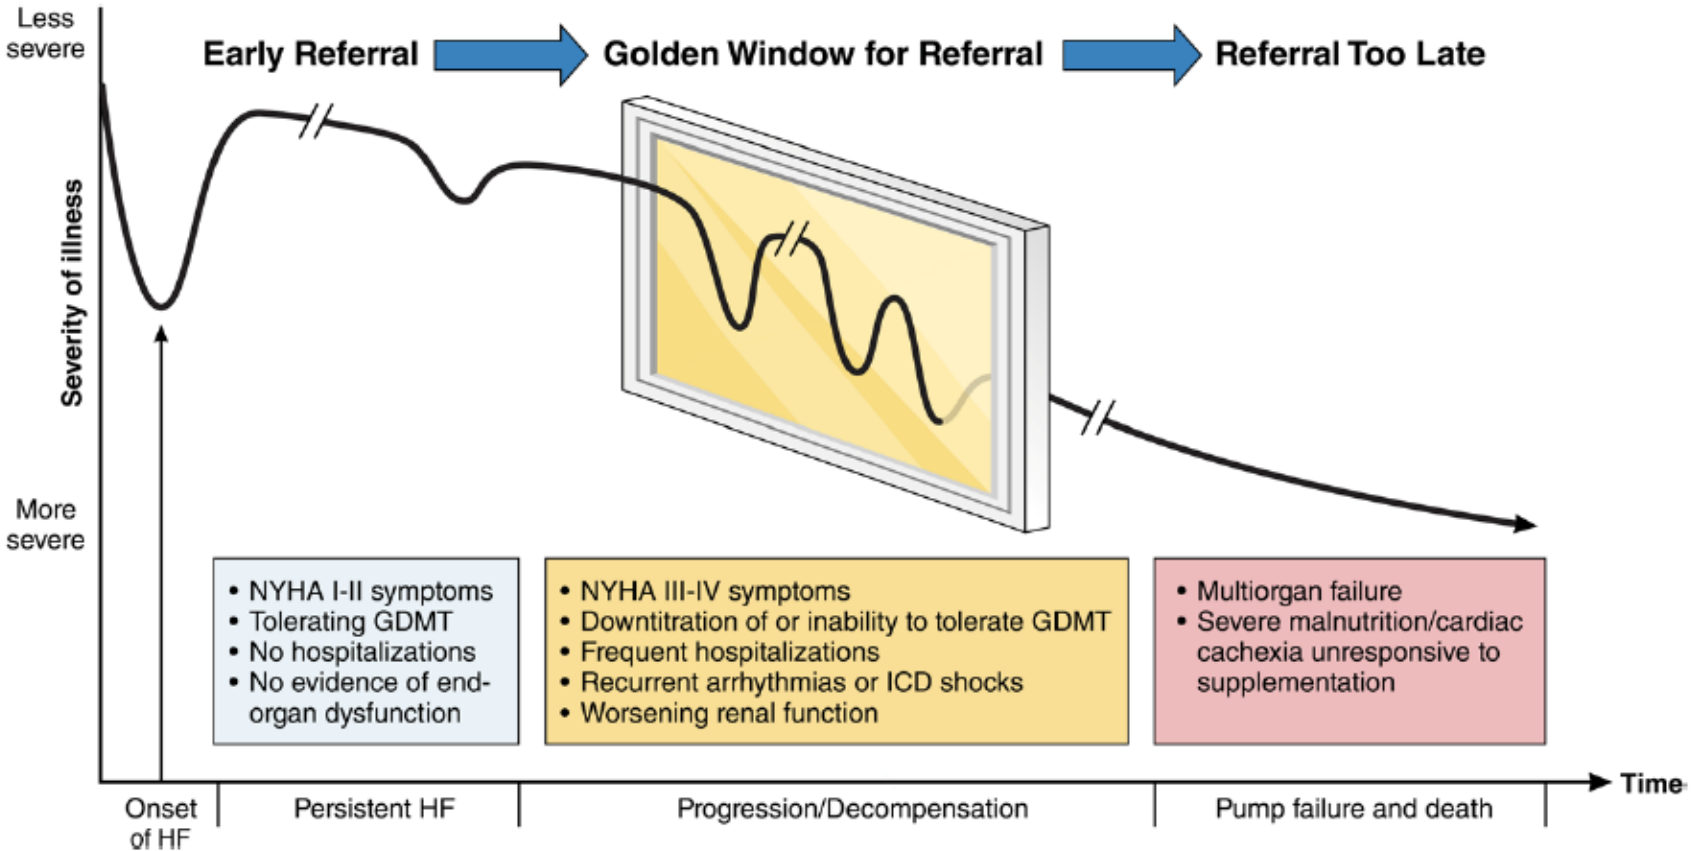 Less
severe
Early Referral
Golden Window for Referral
Referral Too Late
Severity of illness
More
severe
• NYHA I-II symptoms
• Tolerating GDMT
• No hospitalizations
• No evidence of end-
organ dysfunction
• NYHA III-IV symptoms
• Downtitration of or inability to tolerate GDMT
• Frequent hospitalizations
• Recurrent arrhythmias or ICD shocks
• Worsening renal function
• Multiorgan failure
• Severe malnutrition/cardiac
cachexia unresponsive to
supplementation
Time
Onset
of HF
Persistent HF
Progression/Decompensation
Pump failure and death